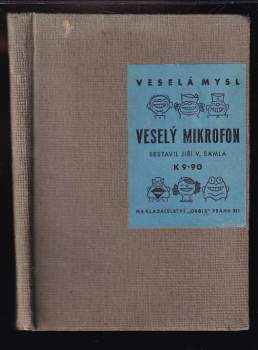 VESELÁ MYSL
VESELÝ MIKROFON
SESTAVIL JIŘÍ V. ŠAMLA
K 9·90
NAKLADATELSTVÍ „ORBIS“ PRAHA XII